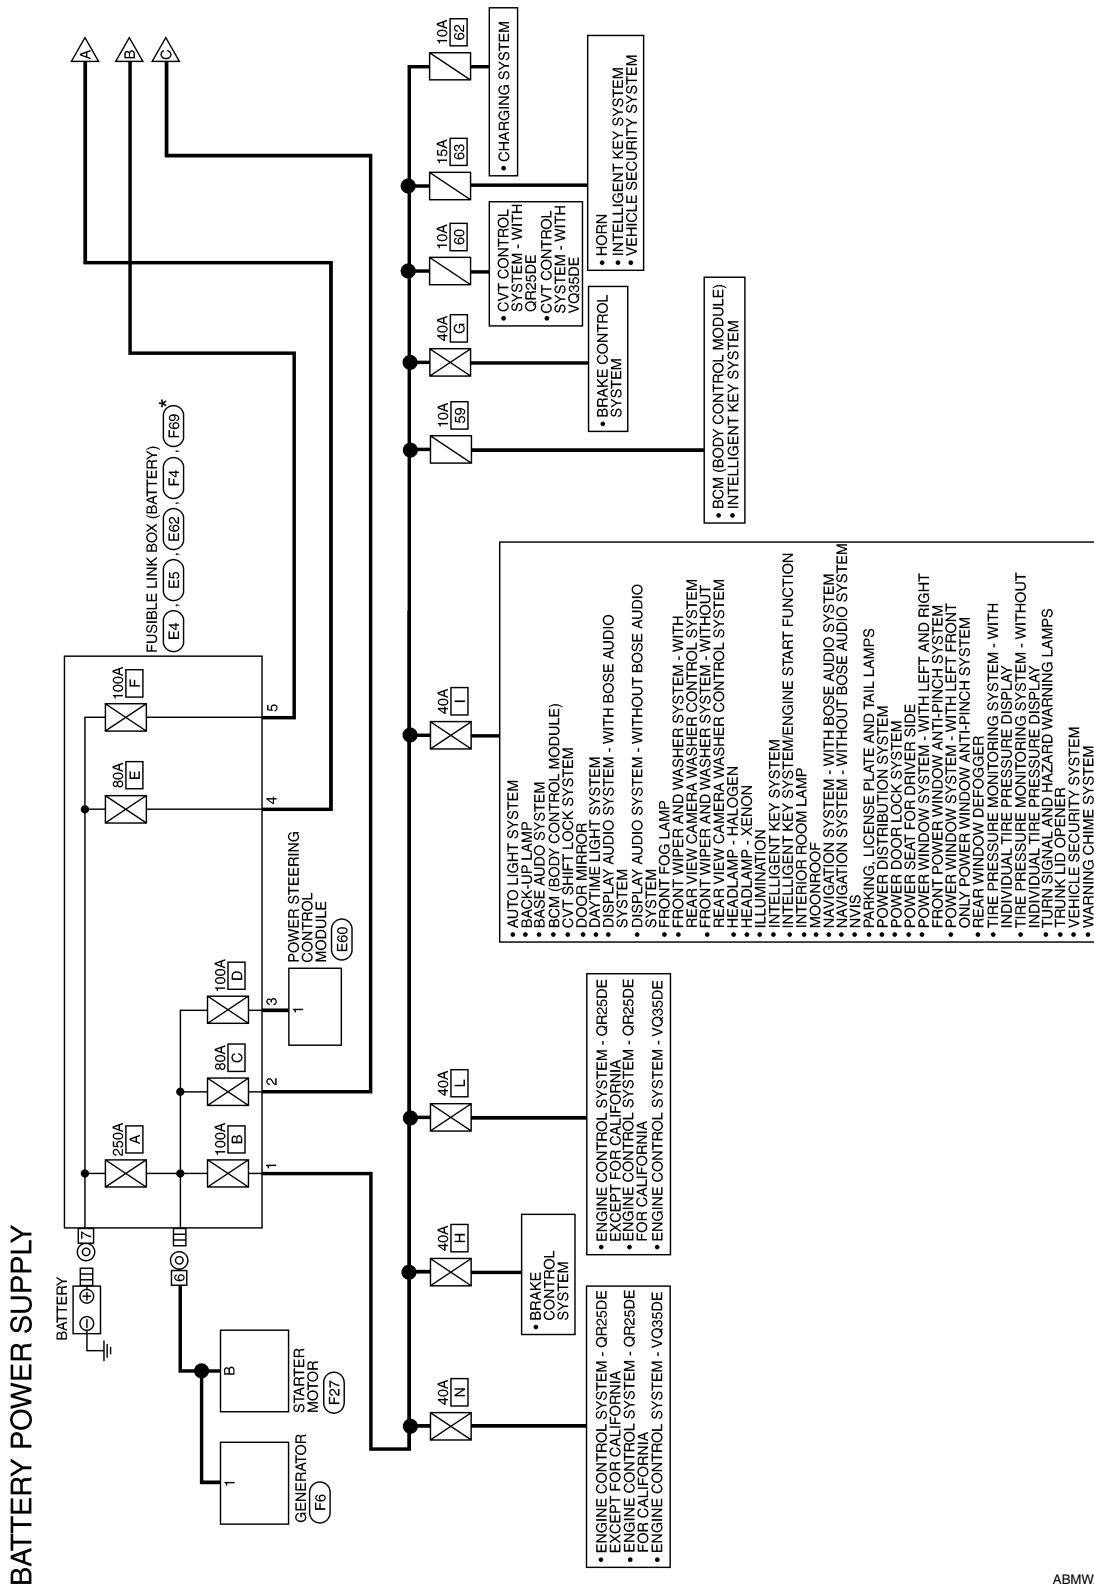 BATTERY POWER SUPPLY
BATTERY
7
6
GENERATOR
F6
1
STARTER
MOTOR
F27
B
FUSIBLE LINK BOX (BATTERY)
E4 , E5 , E62 , F4 , F69 *
250A
A
100A
B
80A
C
100A
D
80A
E
100A
F
1
2
3
4
5
1
POWER STEERING
CONTROL
MODULE
E60
A
B
C
40A
N
• ENGINE CONTROL SYSTEM - QR25DE
EXCEPT FOR CALIFORNIA
• ENGINE CONTROL SYSTEM - QR25DE
FOR CALIFORNIA
• ENGINE CONTROL SYSTEM - VQ35DE
40A
H
• BRAKE
CONTROL
SYSTEM
40A
L
• ENGINE CONTROL SYSTEM - QR25DE
EXCEPT FOR CALIFORNIA
• ENGINE CONTROL SYSTEM - QR25DE
FOR CALIFORNIA
• ENGINE CONTROL SYSTEM - VQ35DE
40A
I
• AUTO LIGHT SYSTEM
• BACK-UP LAMP
• BASE AUDIO SYSTEM
• BCM (BODY CONTROL MODULE)
• CVT SHIFT LOCK SYSTEM
• DOOR MIRROR
• DAYTIME LIGHT SYSTEM
• DISPLAY AUDIO SYSTEM - WITH BOSE AUDIO
SYSTEM
• DISPLAY AUDIO SYSTEM - WITHOUT BOSE AUDIO
SYSTEM
• FRONT FOG LAMP
• FRONT WIPER AND WASHER SYSTEM - WITH
REAR VIEW CAMERA WASHER CONTROL SYSTEM
• FRONT WIPER AND WASHER SYSTEM - WITHOUT
REAR VIEW CAMERA WASHER CONTROL SYSTEM
• HEADLAMP - HALOGEN
• HEADLAMP - XENON
• ILLUMINATION
• INTELLIGENT KEY SYSTEM
• INTELLIGENT KEY SYSTEM/ENGINE START FUNCTION
• INTERIOR ROOM LAMP
• MOONROOF
• NAVIGATION SYSTEM - WITH BOSE AUDIO SYSTEM
• NAVIGATION SYSTEM - WITHOUT BOSE AUDIO SYSTEM
• NVIS
• PARKING, LICENSE PLATE AND TAIL LAMPS
• POWER DISTRIBUTION SYSTEM
• POWER DOOR LOCK SYSTEM
• POWER SEAT FOR DRIVER SIDE
• POWER WINDOW SYSTEM - WITH LEFT AND RIGHT
FRONT POWER WINDOW ANTI-PINCH SYSTEM
• POWER WINDOW SYSTEM - WITH LEFT FRONT
ONLY POWER WINDOW ANTI-PINCH SYSTEM
• REAR WINDOW DEFOGGER
• TIRE PRESSURE MONITORING SYSTEM - WITH
INDIVIDUAL TIRE PRESSURE DISPLAY
• TIRE PRESSURE MONITORING SYSTEM - WITHOUT
INDIVIDUAL TIRE PRESSURE DISPLAY
• TURN SIGNAL AND HAZARD WARNING LAMPS
• TRUNK LID OPENER
• VEHICLE SECURITY SYSTEM
• WARNING CHIME SYSTEM
10A
59
• BCM (BODY CONTROL MODULE)
• INTELLIGENT KEY SYSTEM
40A
G
• BRAKE CONTROL
SYSTEM
10A
60
• CVT CONTROL
SYSTEM - WITH
QR25DE
• CVT CONTROL
SYSTEM - WITH
VQ35DE
15A
63
• HORN
• INTELLIGENT KEY SYSTEM
• VEHICLE SECURITY SYSTEM
10A
62
• CHARGING SYSTEM